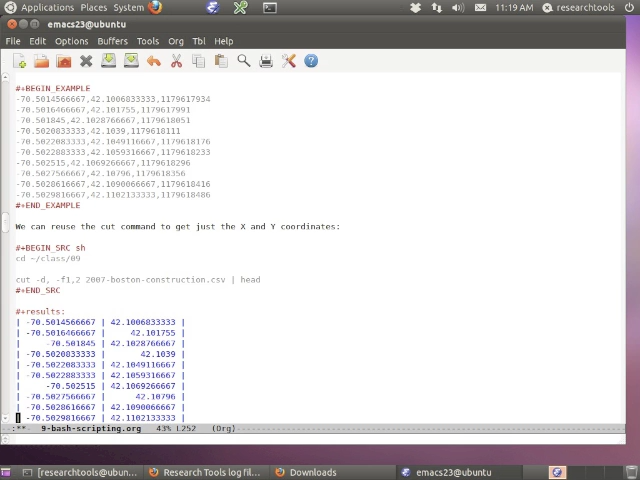 Applications Places System 11:19 AM researchtools
emacs23@ubuntu
File Edit Options Buffers Tools Org Tbl Help
#+BEGIN_EXAMPLE
-70.5014566667,42.1006833333,1179617934
-70.5016466667,42.101755,1179617991
-70.501845,42.1028766667,1179618051
-70.5020833333,42.1039,1179618111
-70.5022083333,42.1049116667,1179618176
-70.5022883333,42.1059316667,1179618233
-70.502515,42.1069266667,1179618296
-70.5027566667,42.10796,1179618356
-70.5028616667,42.1090066667,1179618416
-70.5029816667,42.1102133333,1179618486
#+END_EXAMPLE
We can reuse the cut command to get just the X and Y coordinates:
#+BEGIN_SRC sh
cd ~/class/09
cut -d, -f1,2 2007-boston-construction.csv | head
#+END_SRC
#+results:
| -70.5014566667 | 42.1006833333 |
| -70.5016466667 | 42.101755 |
| -70.501845 | 42.1028766667 |
| -70.5020833333 | 42.1039 |
| -70.5022083333 | 42.1049116667 |
| -70.5022883333 | 42.1059316667 |
| -70.502515 | 42.1069266667 |
| -70.5027566667 | 42.10796 |
| -70.5028616667 | 42.1090066667 |
| -70.5029816667 | 42.1102133333 |
-:**- 9-bash-scripting.org 43% L252 (Org)
[researchtools@ubun... Research Tools log fil... Downloads emacs23@ubuntu